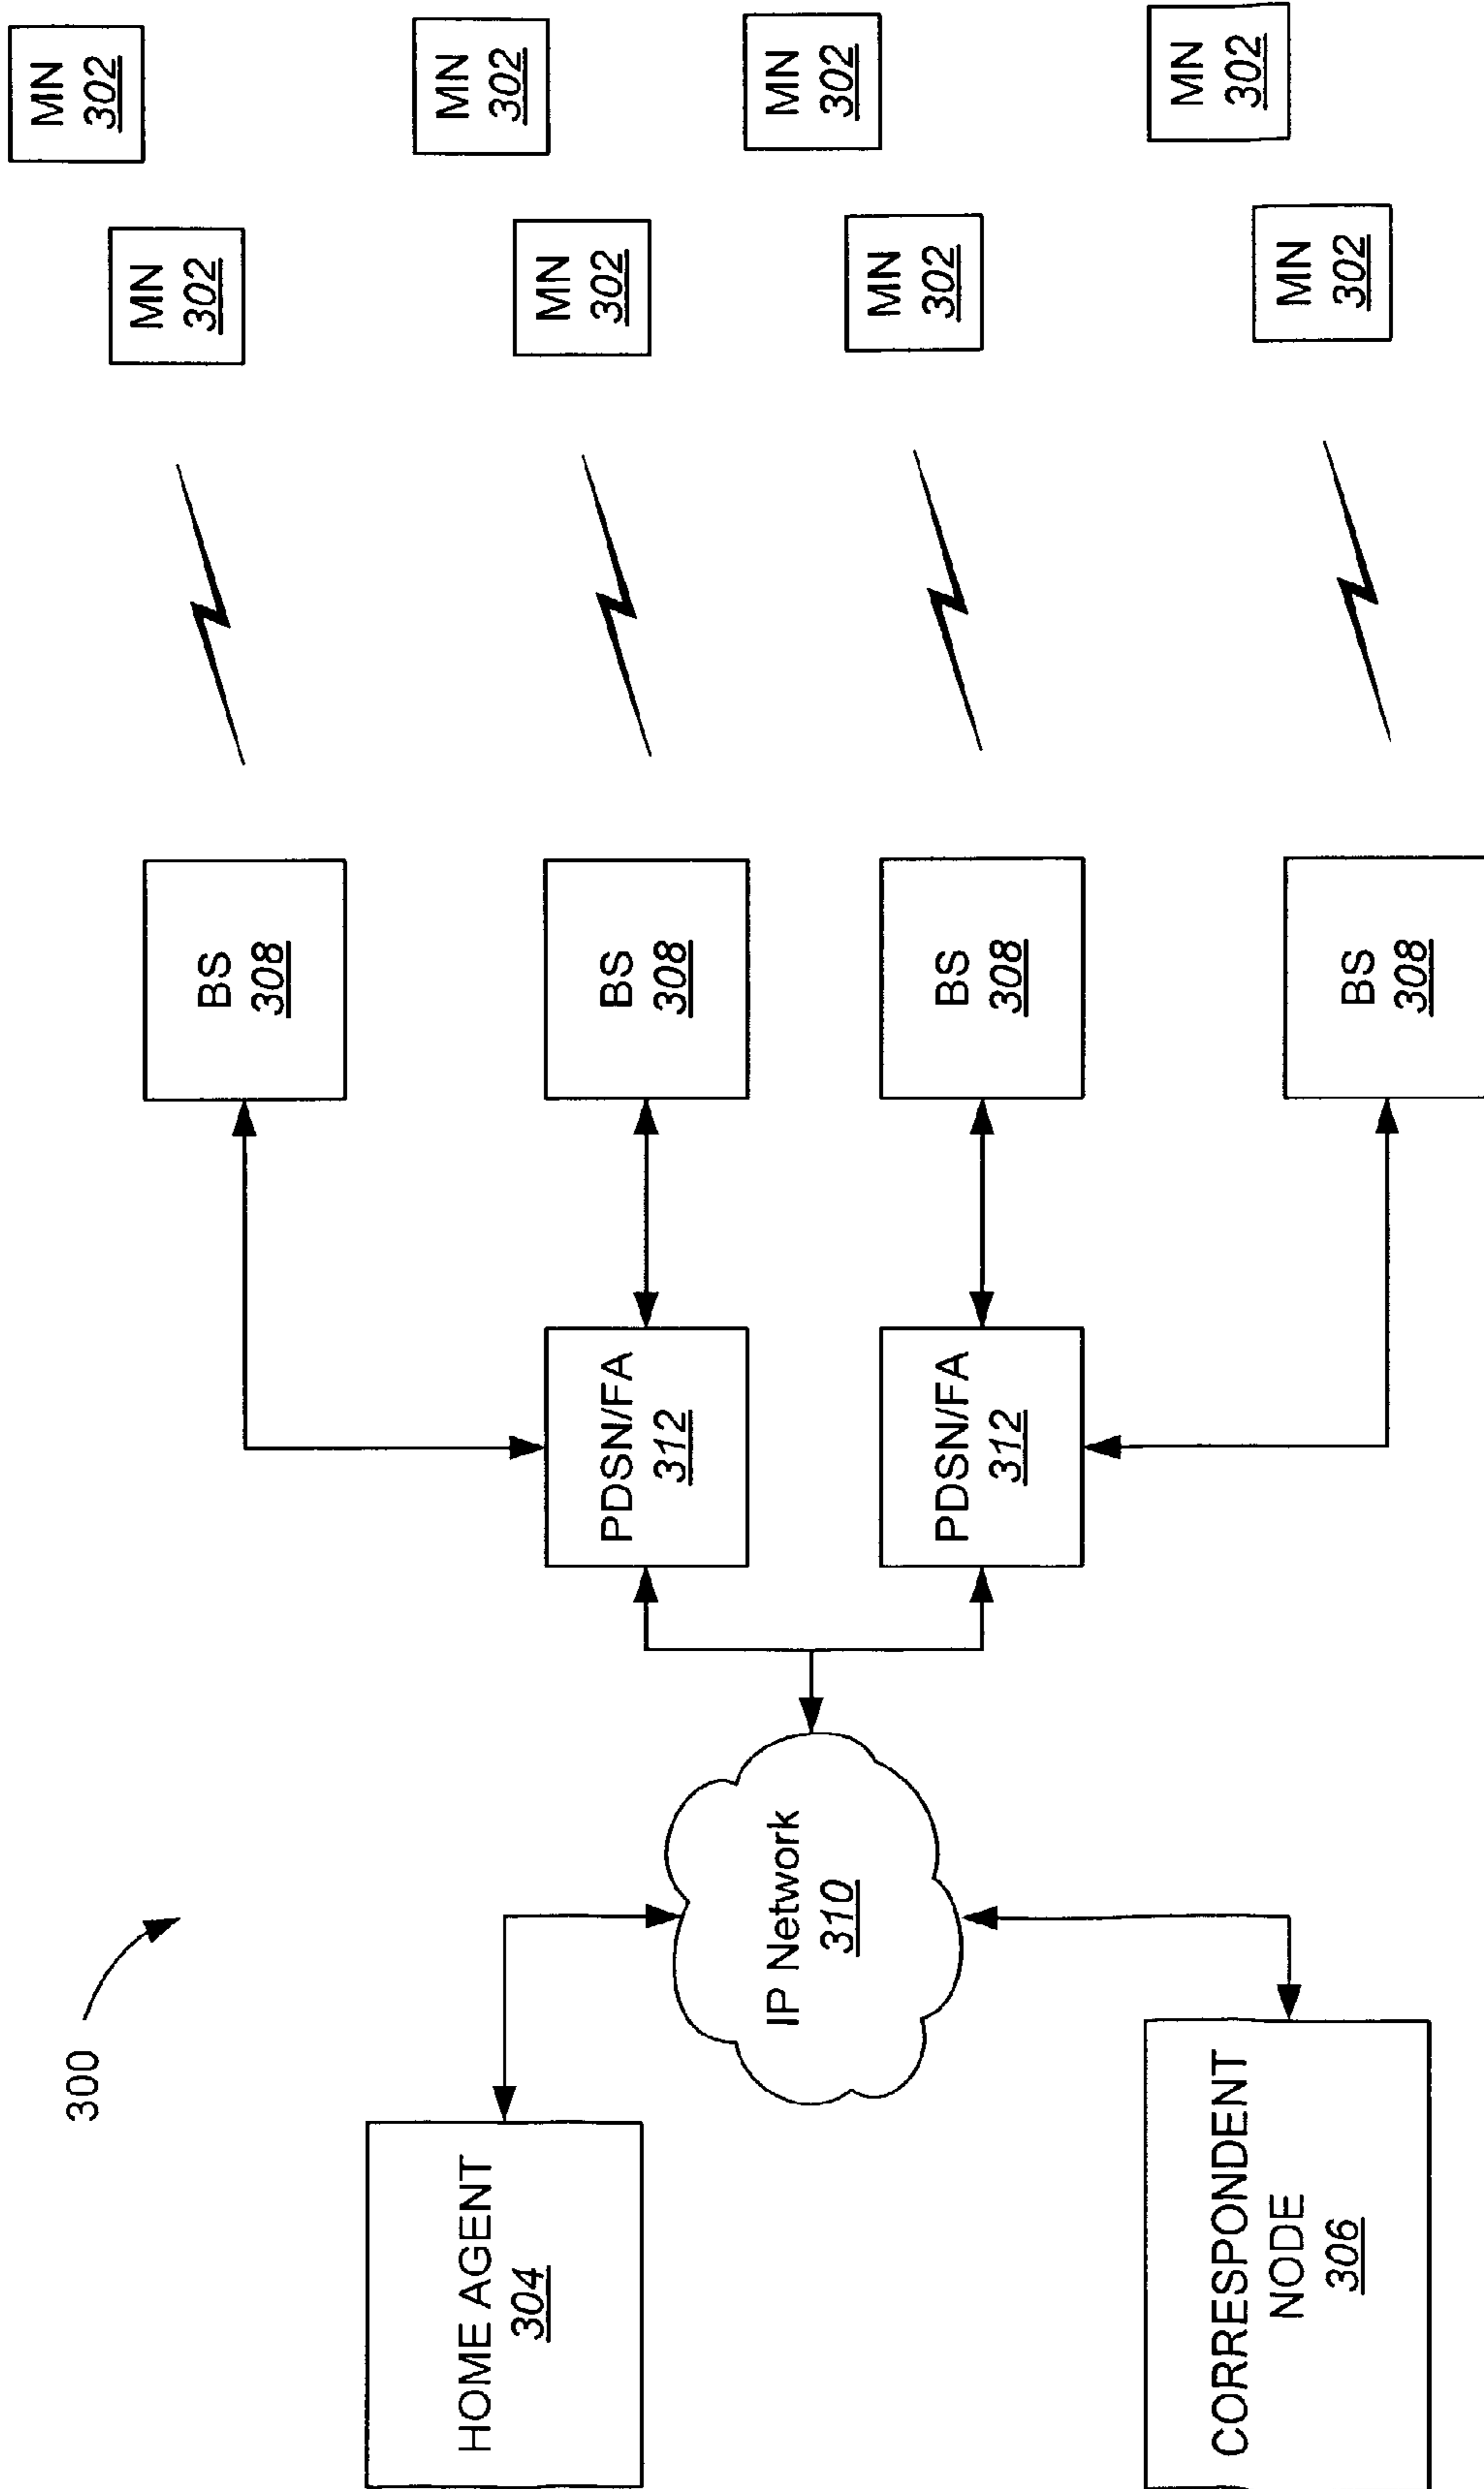 300
HOME AGENT
304
CORRESPONDENT
NODE
306
IP Network
310
PDSN/FA
312
PDSN/FA
312
BS
308
BS
308
BS
308
BS
308
MN
302
MN
302
MN
302
MN
302
MN
302
MN
302
MN
302
MN
302